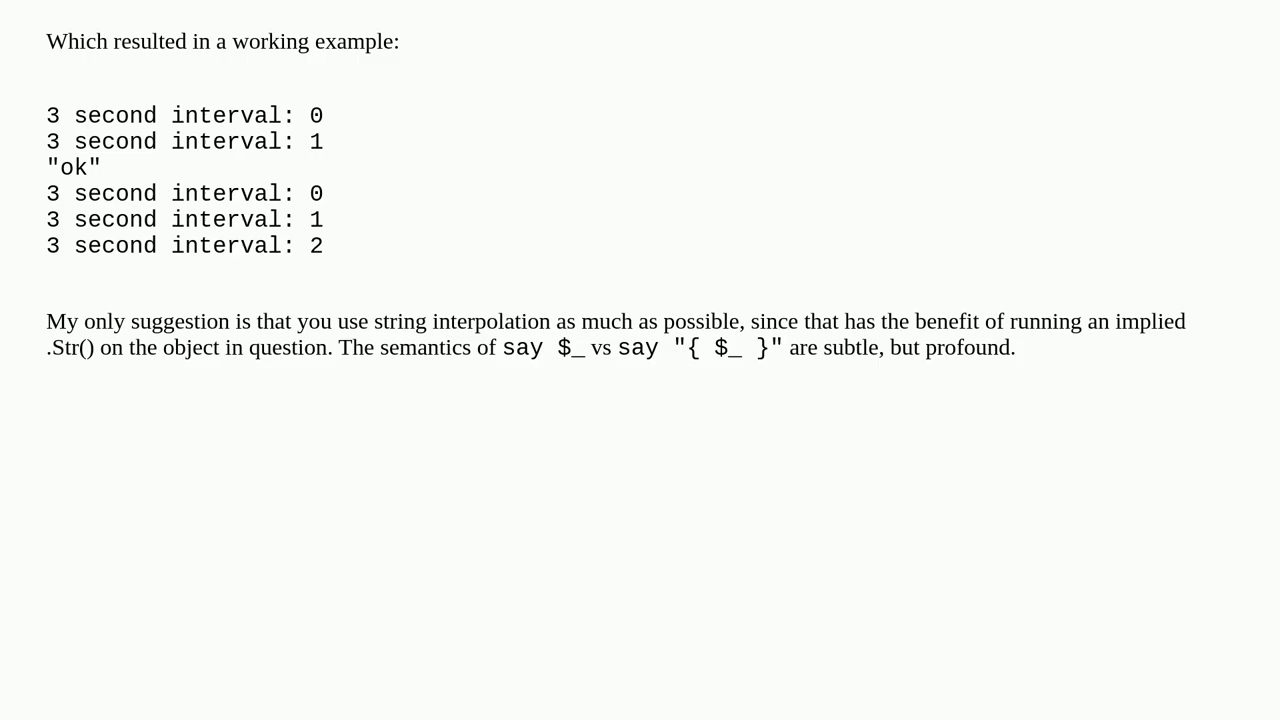 Which resulted in a working example:
3 second interval: 0
3 second interval: 1
"ok"
3 second interval: 0
3 second interval: 1
3 second interval: 2
My only suggestion is that you use string interpolation as much as possible, since that has the benefit of running an implied
.Str() on the object in question. The semantics of say $_ vs say "{ $_ }" are subtle, but profound.